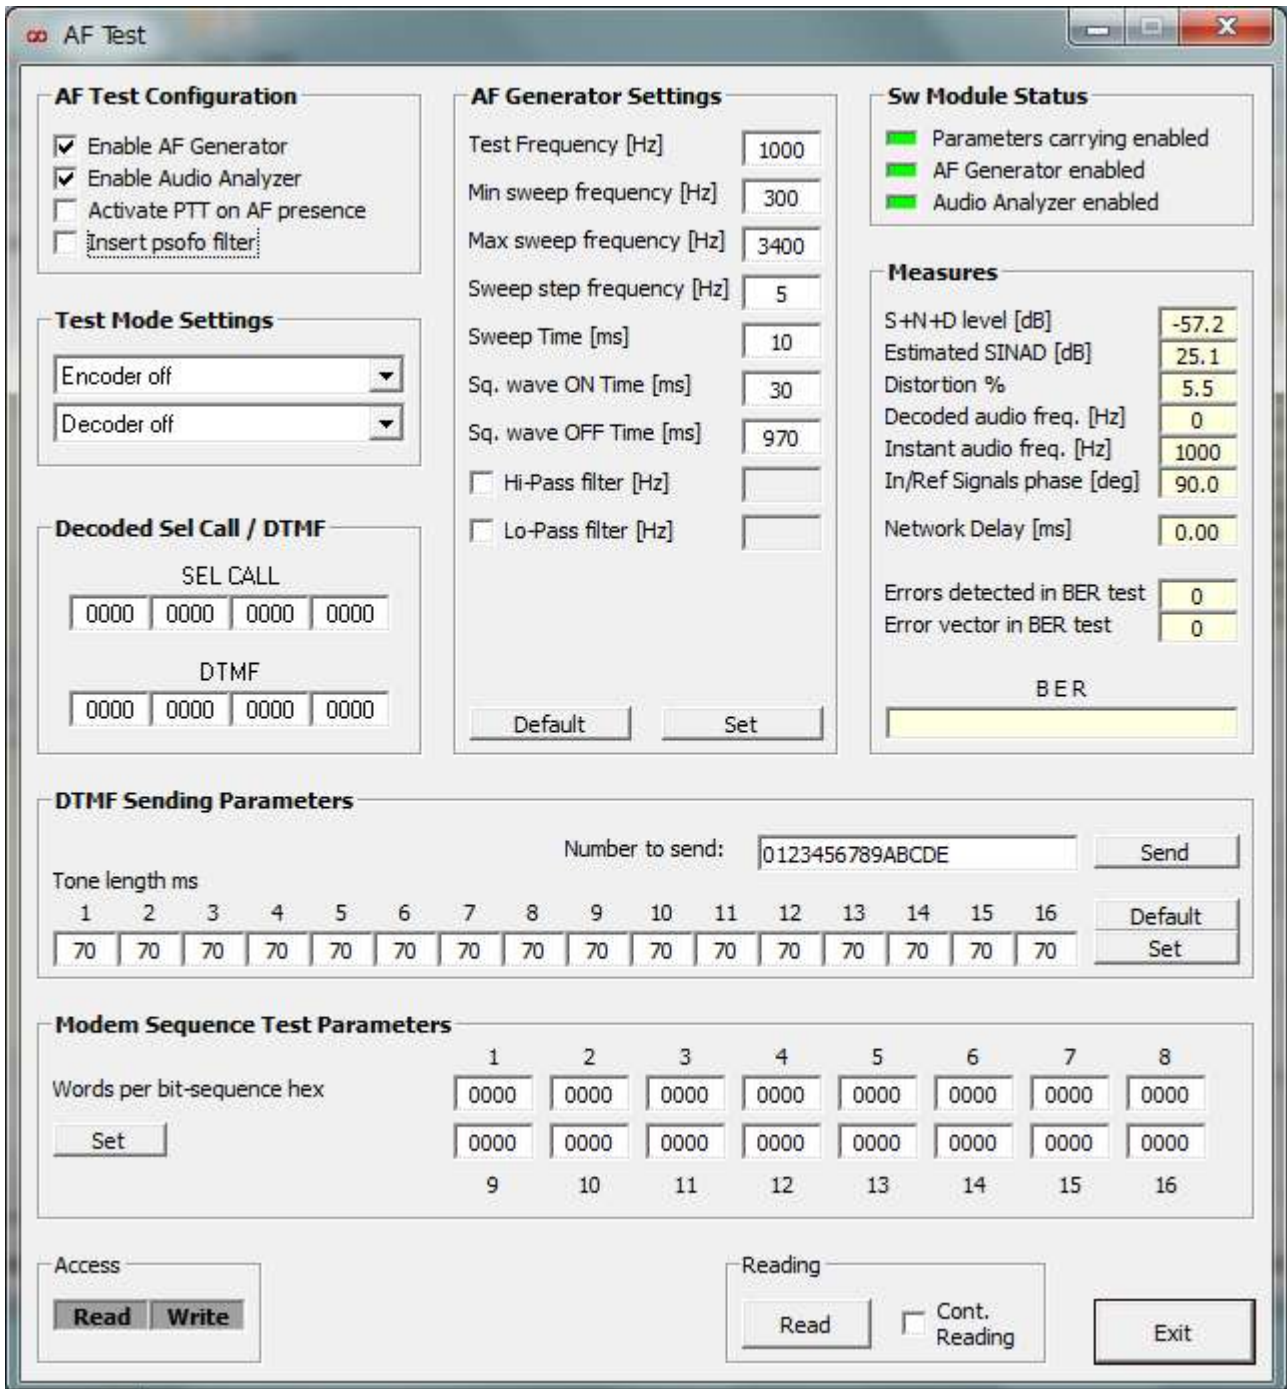 AF Test
AF Test Configuration
Enable AF Generator
Enable Audio Analyzer
Activate PTT on AF presence
Insert psofo filter
Test Mode Settings
Encoder off
Decoder off
Decoded Sel Call / DTMF
SEL CALL
0000 0000 0000 0000
DTMF
0000 0000 0000 0000
AF Generator Settings
Test Frequency [Hz] 1000
Min sweep frequency [Hz] 300
Max sweep frequency [Hz] 3400
Sweep step frequency [Hz] 5
Sweep Time [ms] 10
Sq. wave ON Time [ms] 30
Sq. wave OFF Time [ms] 970
Hi-Pass filter [Hz]
Lo-Pass filter [Hz]
Default Set
Sw Module Status
Parameters carrying enabled
AF Generator enabled
Audio Analyzer enabled
Measures
S+N+D level [dB] -57.2
Estimated SINAD [dB] 25.1
Distortion % 5.5
Decoded audio freq. [Hz] 0
Instant audio freq. [Hz] 1000
In/Ref Signals phase [deg] 90.0
Network Delay [ms] 0.00
Errors detected in BER test 0
Error vector in BER test 0
BER
DTMF Sending Parameters
Number to send: 0123456789ABCDE Send
Tone length ms
1 2 3 4 5 6 7 8 9 10 11 12 13 14 15 16 Default
70 70 70 70 70 70 70 70 70 70 70 70 70 70 70 70 Set
Modem Sequence Test Parameters
1 2 3 4 5 6 7 8
Words per bit-sequence hex 0000 0000 0000 0000 0000 0000 0000 0000
Set 0000 0000 0000 0000 0000 0000 0000 0000
9 10 11 12 13 14 15 16
Access
Read Write
Reading
Read
Cont.
Reading
Exit